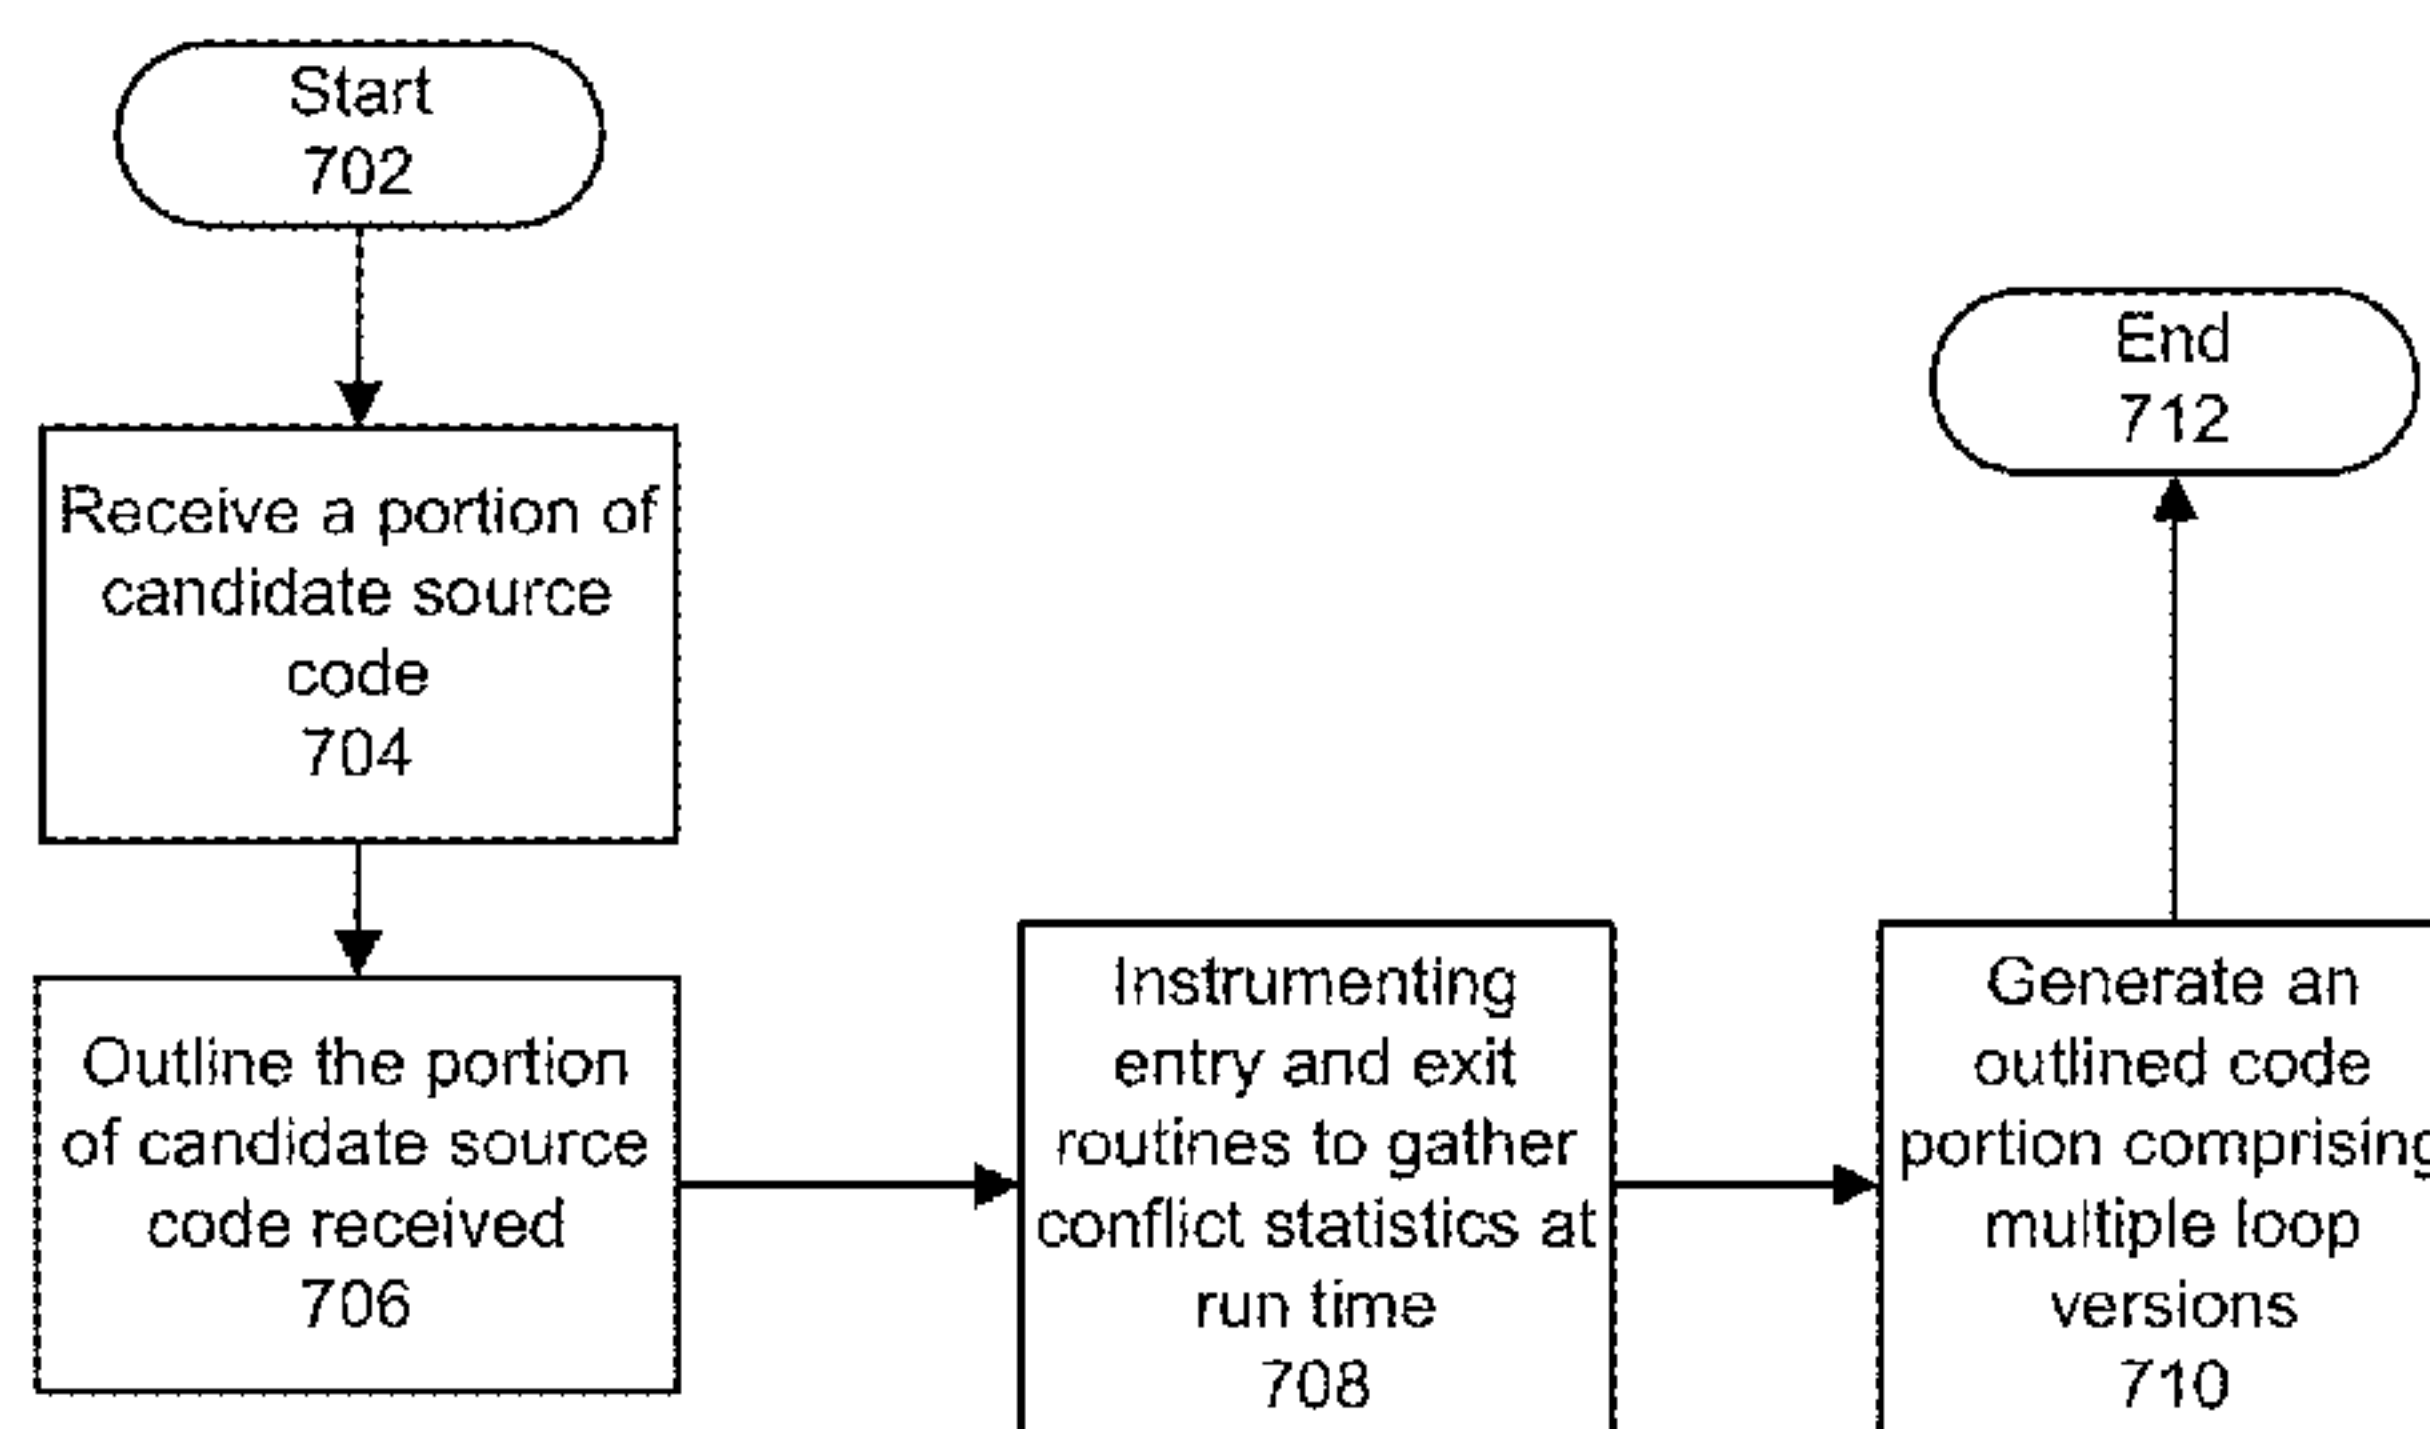 Start
702
Receive a portion of
candidate source
code
704
Outline the portion
of candidate source
code received
706
Instrumenting
entry and exit
routines to gather
conflict statistics at
run time
708
Generate an
outlined code
portion comprising
multiple loop
versions
710
End
712